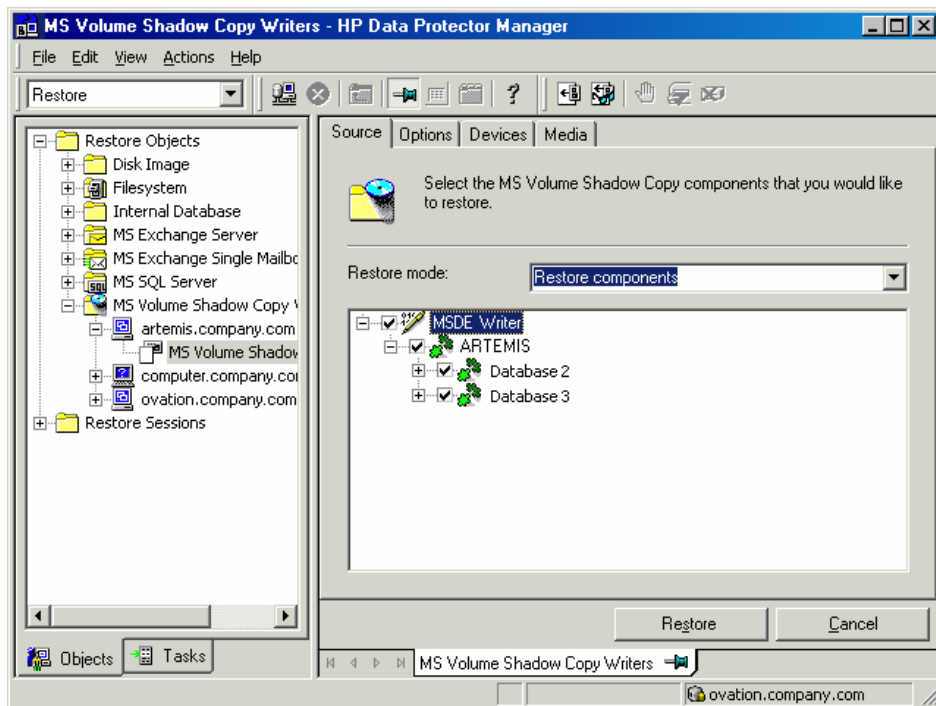 MS Volume Shadow Copy Writers - HP Data Protector Manager
File Edit View Actions Help
Restore
Restore Objects
Disk Image
Filesystem
Internal Database
MS Exchange Server
MS Exchange Single Mailbo
MS SQL Server
MS Volume Shadow Copy
artemis.company.com
MS Volume Shadow
computer.company.co
ovation.company.com
Restore Sessions
Objects Tasks
Source Options Devices Media
Select the MS Volume Shadow Copy components that you would like
to restore.
Restore mode: Restore components
MSDE Writer
ARTEMIS
Database 2
Database 3
Restore Cancel
MS Volume Shadow Copy Writers
ovation.company.com